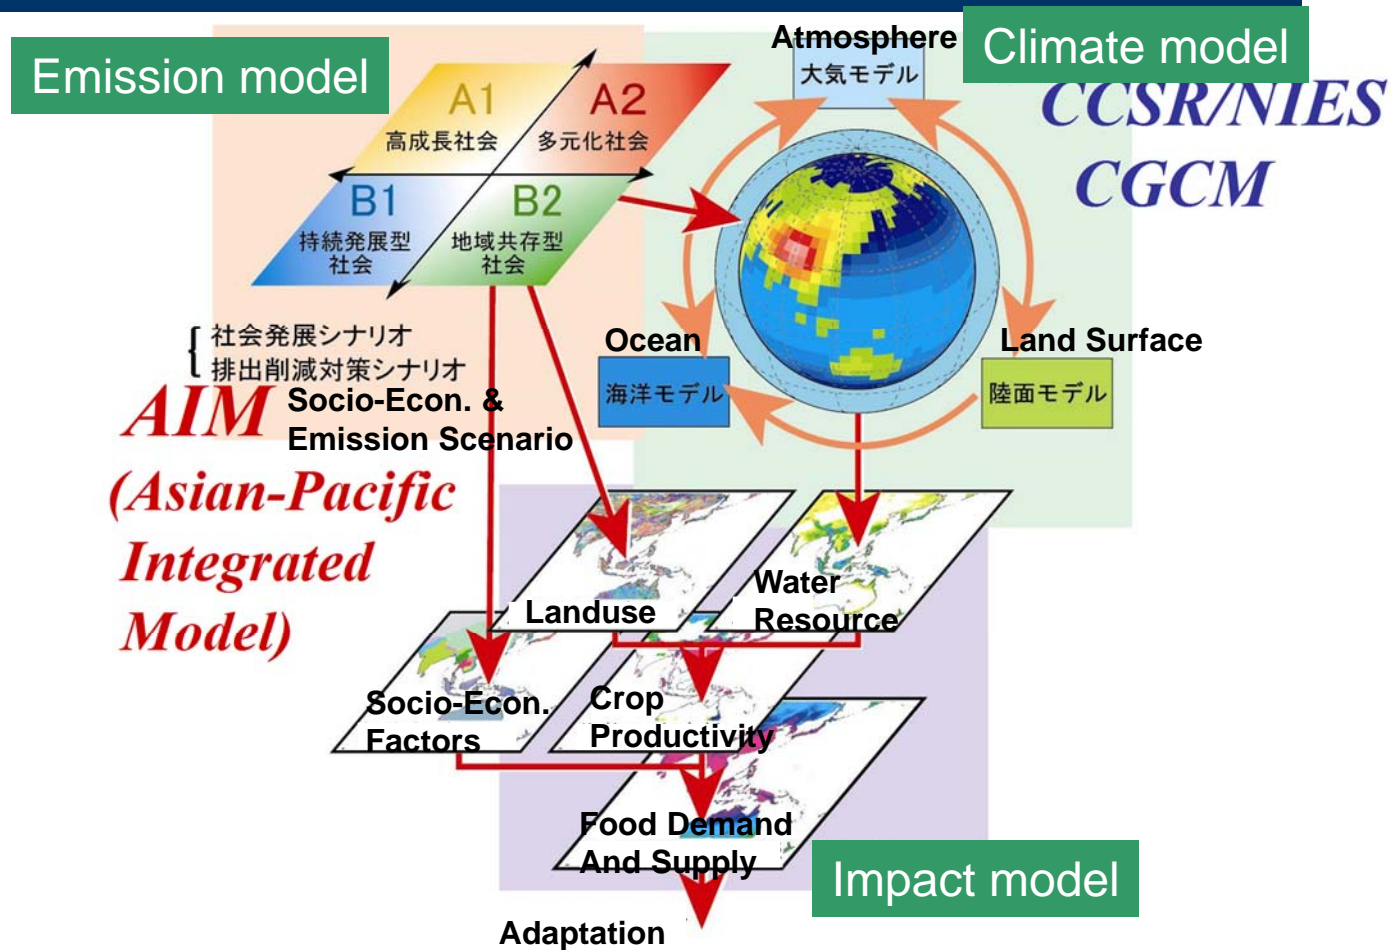 Emission model
Atmosphere
Climate model
大気モデル
CCSR/NIES
CGCM
A1
高成長社会
A2
多元化社会
B1
持続発展型
社会
B2
地域共存型
社会
社会発展シナリオ
排出削減対策シナリオ
Ocean
海洋モデル
Land Surface
陸面モデル
AIM
(Asian-Pacific
Integrated
Model)
Socio-Econ. &
Emission Scenario
Landuse
Water
Resource
Socio-Econ.
Factors
Crop
Productivity
Food Demand
And Supply
Impact model
Adaptation